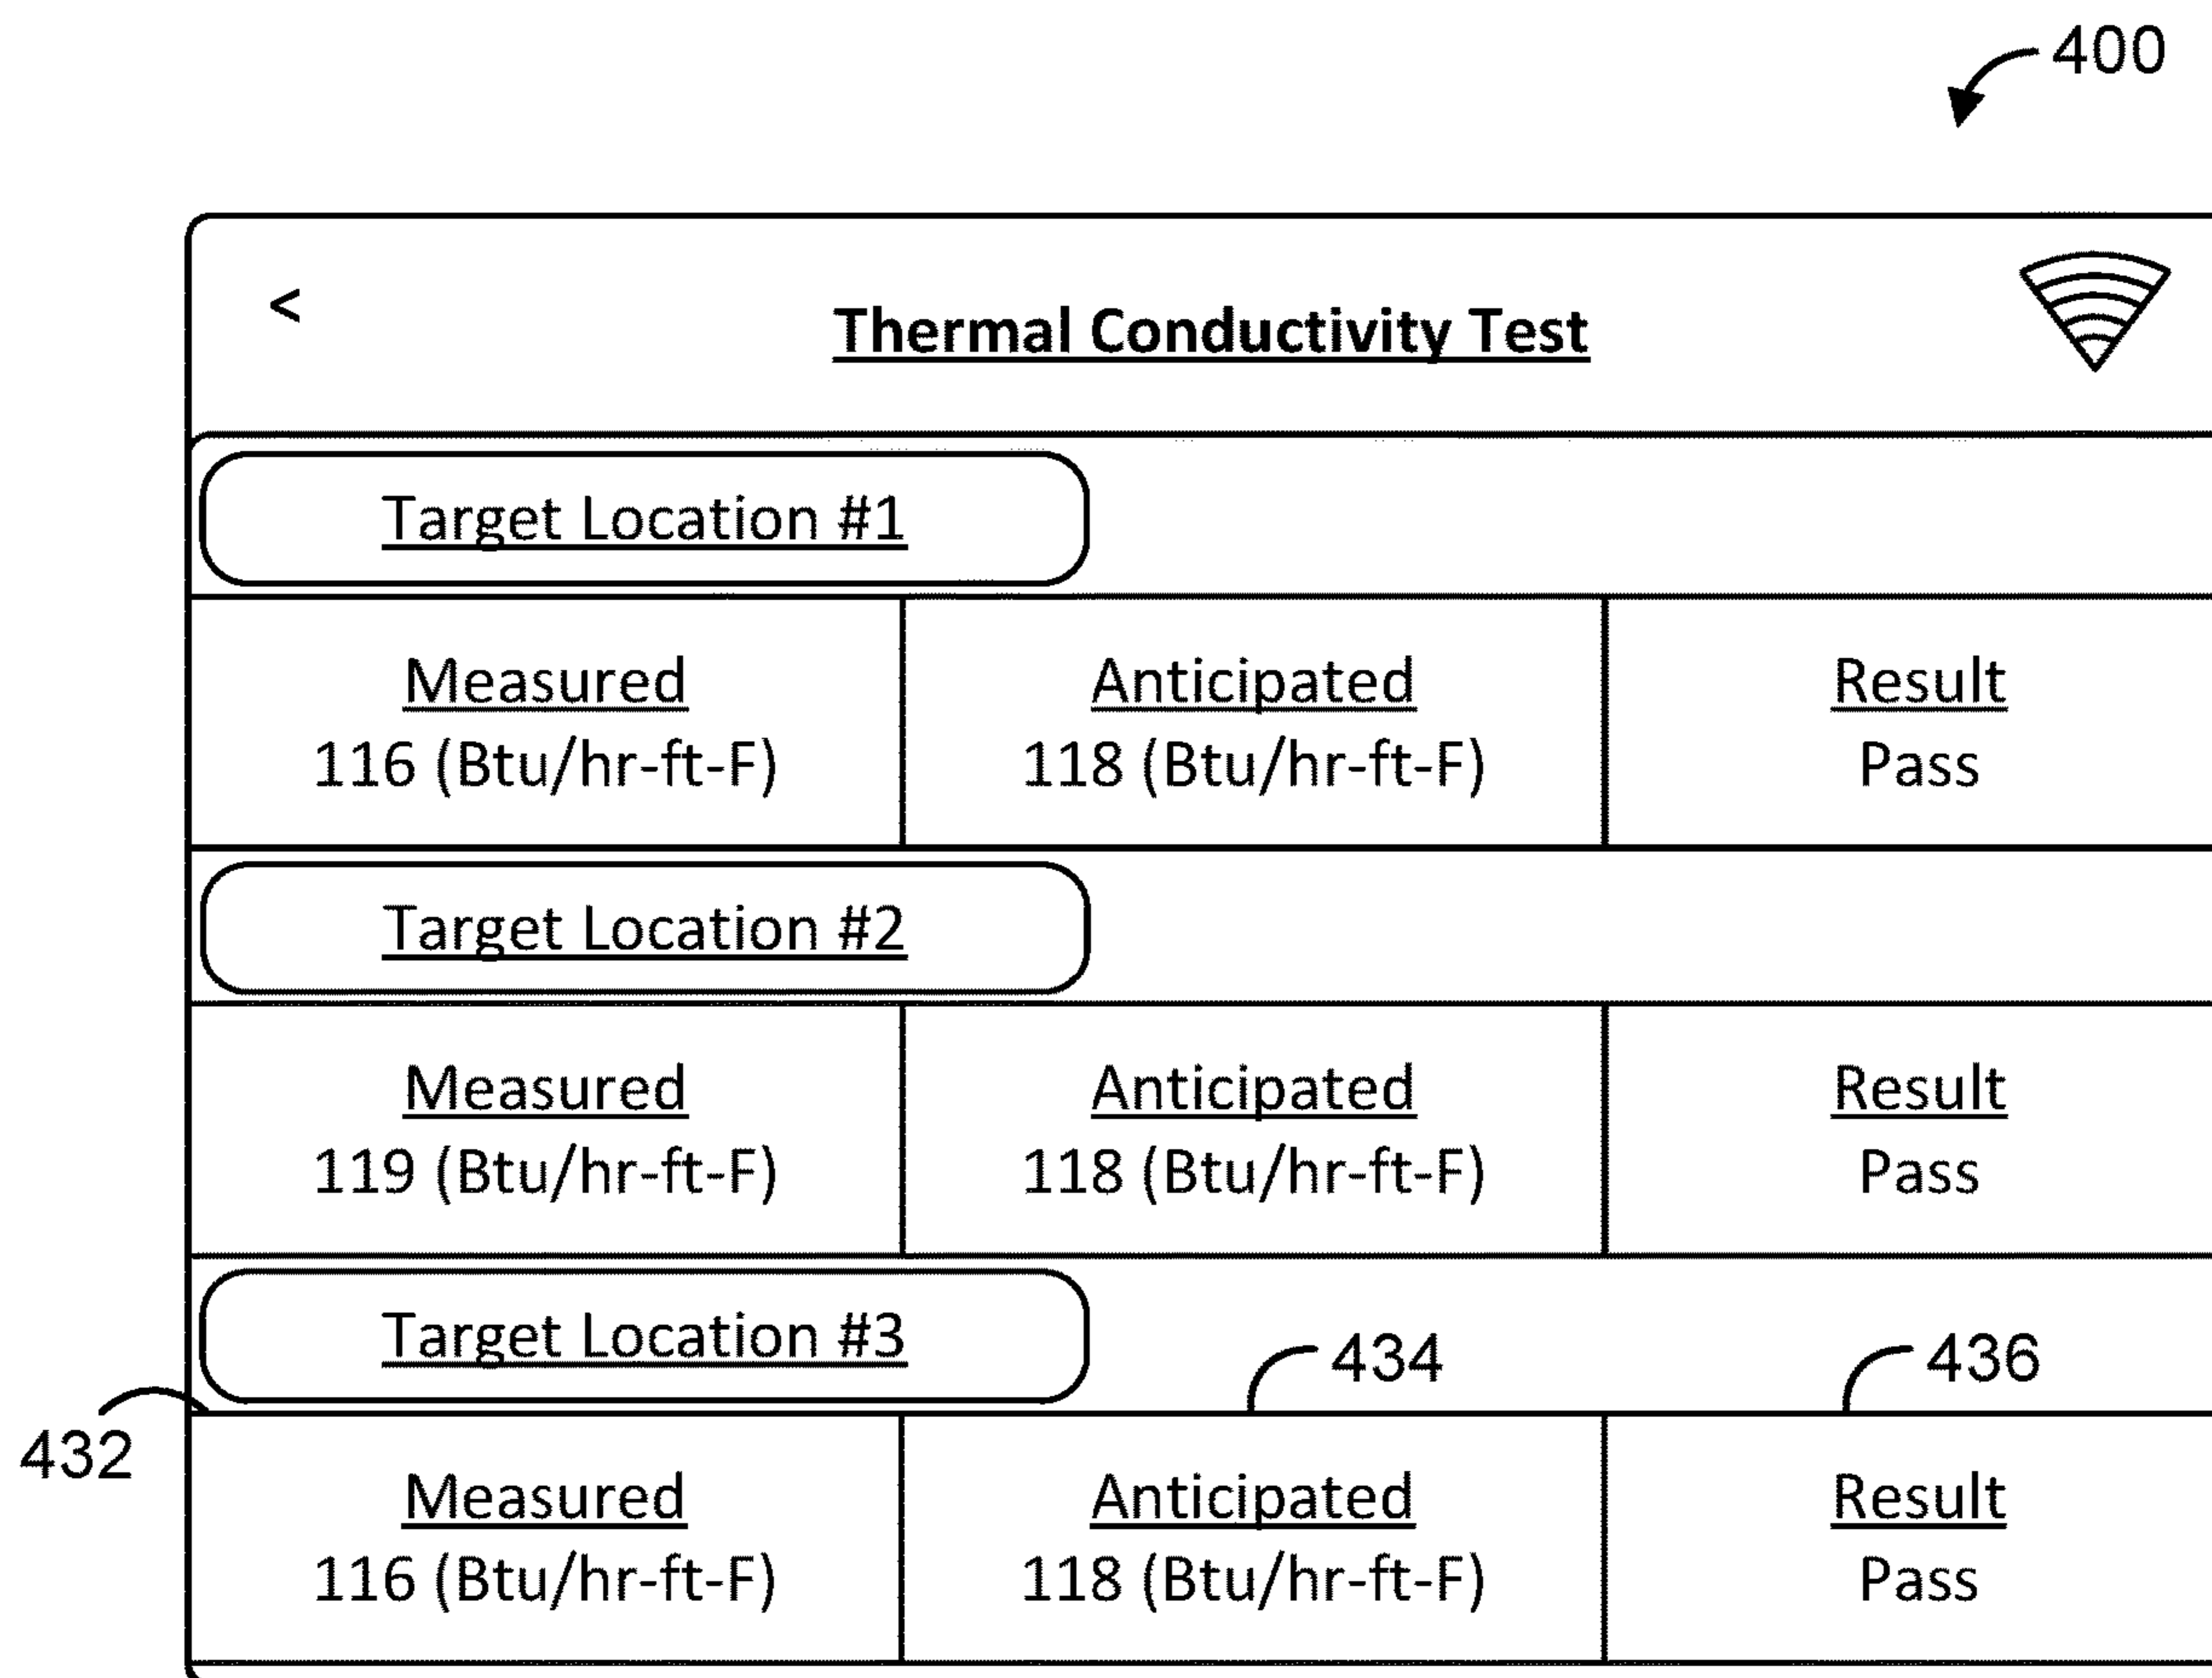 400
<
Thermal Conductivity Test
Target Location #1
Measured Anticipated Result
116 (Btu/hr-ft-F) 118 (Btu/hr-ft-F) Pass
Target Location #2
Measured Anticipated Result
119 (Btu/hr-ft-F) 118 (Btu/hr-ft-F) Pass
Target Location #3
434 436
432
Measured Anticipated Result
116 (Btu/hr-ft-F) 118 (Btu/hr-ft-F) Pass